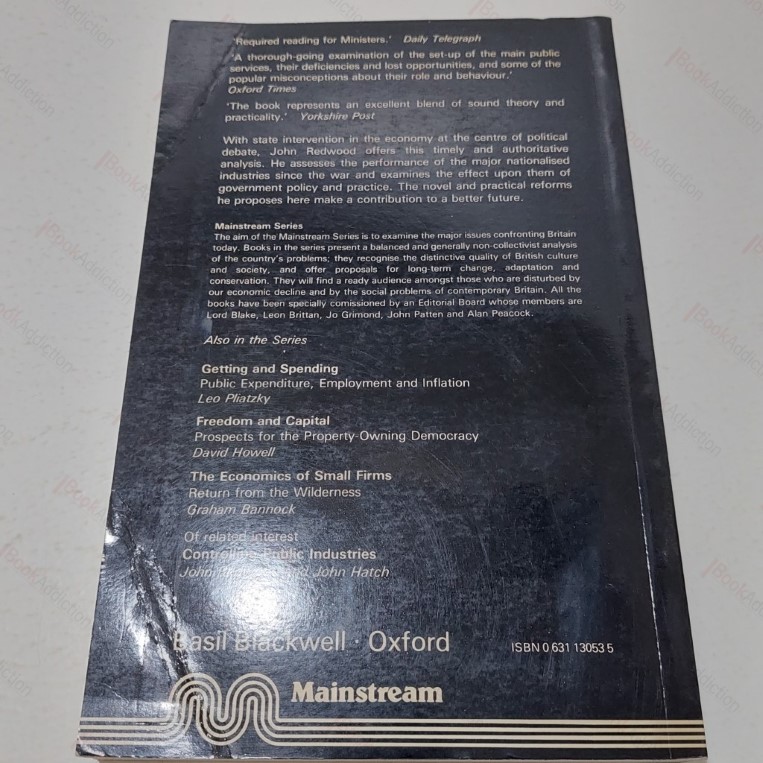 'Required reading for Ministers.' Daily Telegraph
'A thorough-going examination of the set-up of the main public
services, their deficiencies and lost opportunities, and some of the
popular misconceptions about their role and behaviour.'
Oxford Times
'The book represents an excellent blend of sound theory and
practicality.' Yorkshire Post
With state intervention in the economy at the centre of political
debate, John Redwood offers this timely and authoritative
analysis. He assesses the performance of the major nationalised
industries since the war and examines the effect upon them of
government policy and practice. The novel and practical reforms
he proposes here make a contribution to a better future.
Mainstream Series
The aim of the Mainstream Series is to examine the major issues confronting Britain
today. Books in the series present a balanced and generally non-collectivist analysis
of the country's problems; they recognise the distinctive quality of British culture
and society, and offer proposals for long-term change, adaptation and
conservation. They will find a ready audience amongst those who are disturbed by
our economic decline and by the social problems of contemporary Britain. All the
books have been specially comissioned by an Editorial Board whose members are
Lord Blake, Leon Brittan, Jo Grimond, John Patten and Alan Peacock.
Also in the Series
Getting and Spending
Public Expenditure, Employment and Inflation
Leo Pliatzky
Freedom and Capital
Prospects for the Property-Owning Democracy
David Howell
The Economics of Small Firms
Return from the Wilderness
Graham Bannock
Of related interest
Controlling Public Industries
John and John Hatch
Basil Blackwell · Oxford
ISBN 0 631 13053 5
Mainstream